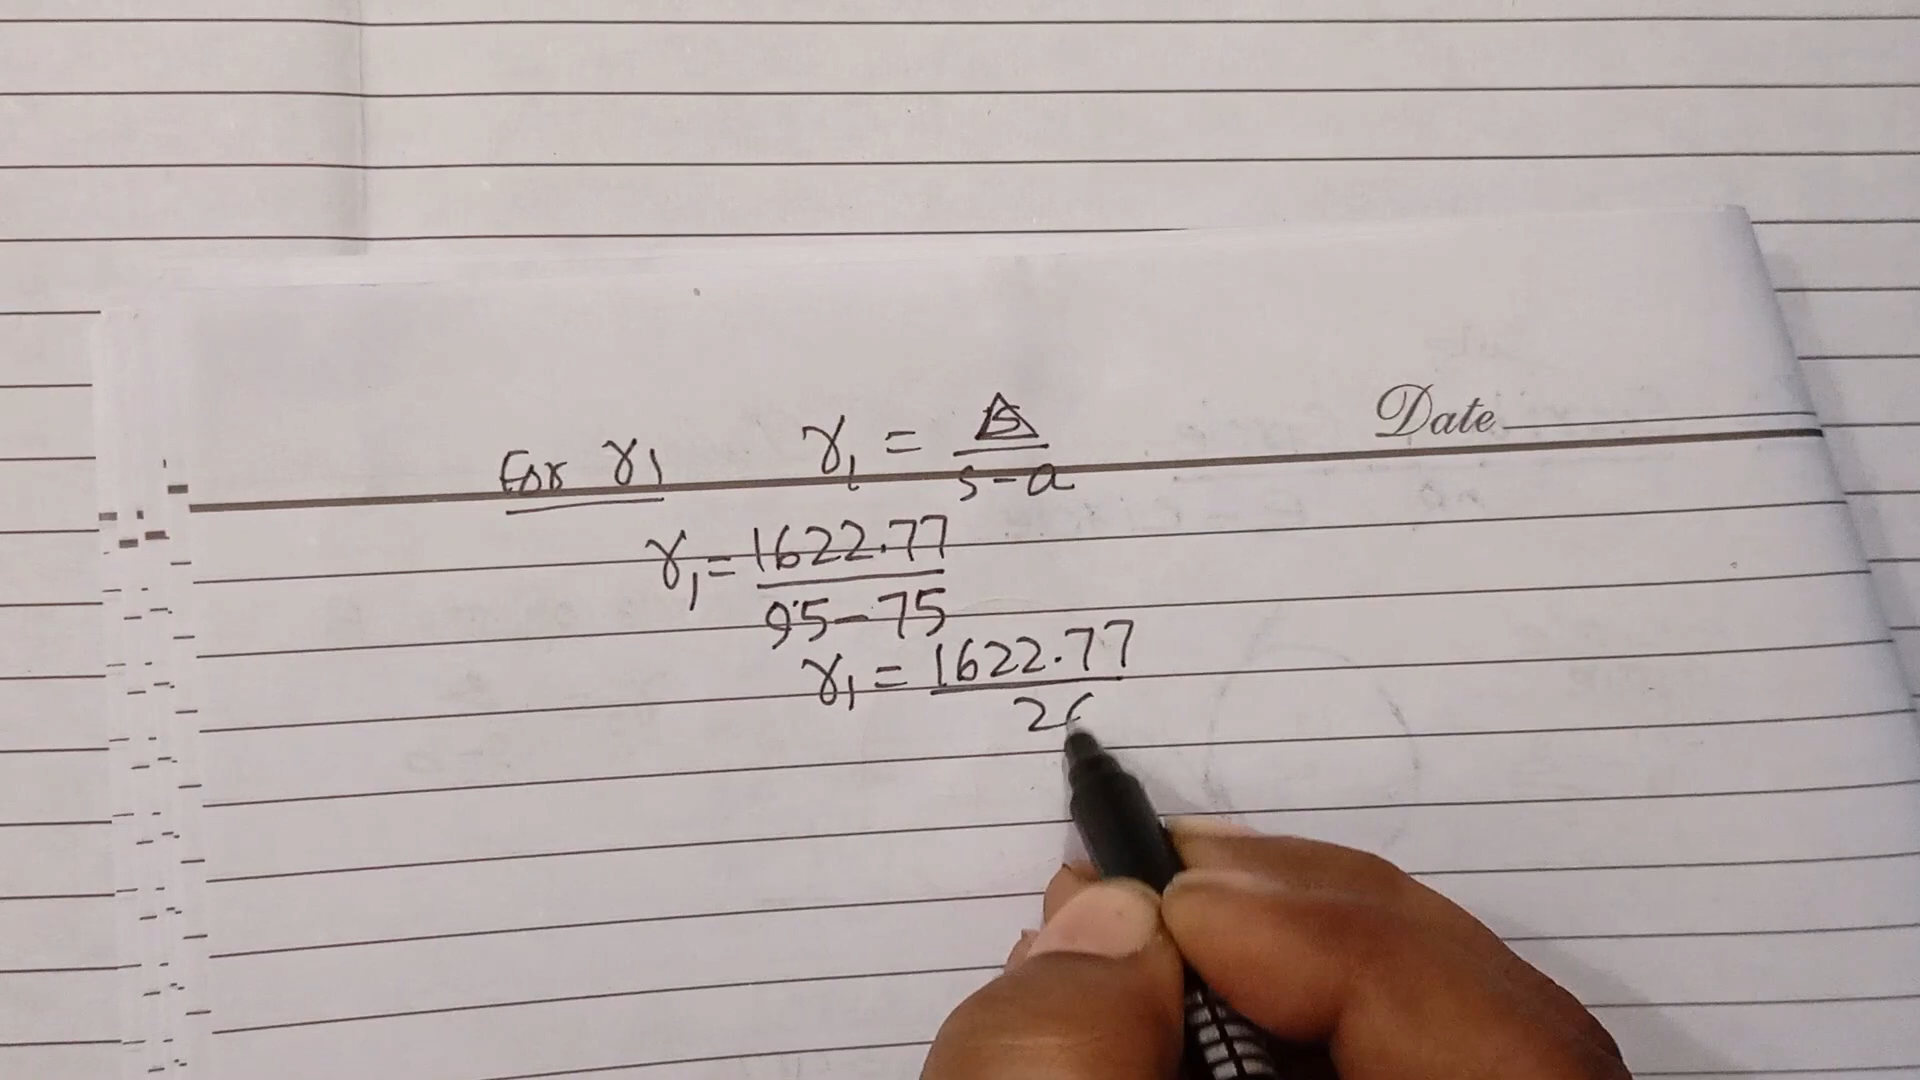 Date
For r₁ r₁ = Δ / s-a
r₁ = 1622.77 / 95-75
r₁ = 1622.77 / 2